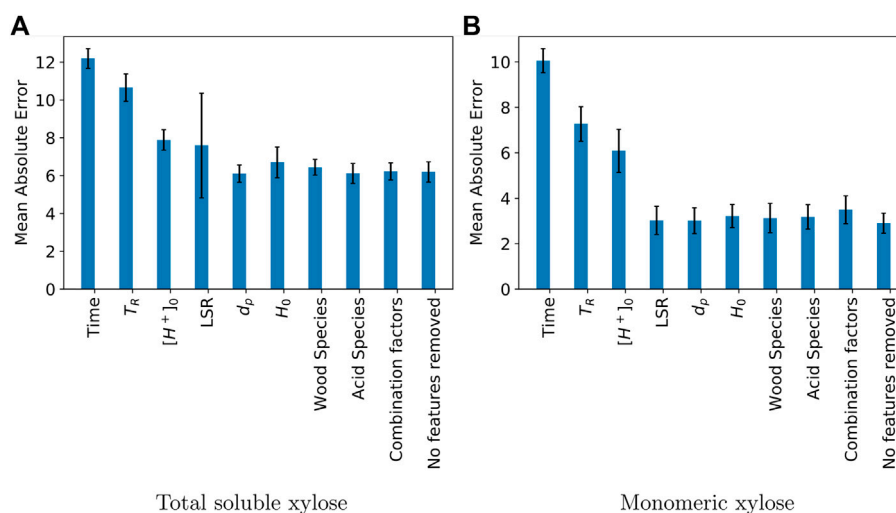 A
Mean Absolute Error
12
10
8
6
4
2
0
Time
T_R
[H^+]_0
LSR
d_p
H_0
Wood Species
Acid Species
Combination factors
No features removed
Total soluble xylose
B
Mean Absolute Error
10
8
6
4
2
0
Time
T_R
[H^+]_0
LSR
d_p
H_0
Wood Species
Acid Species
Combination factors
No features removed
Monomeric xylose